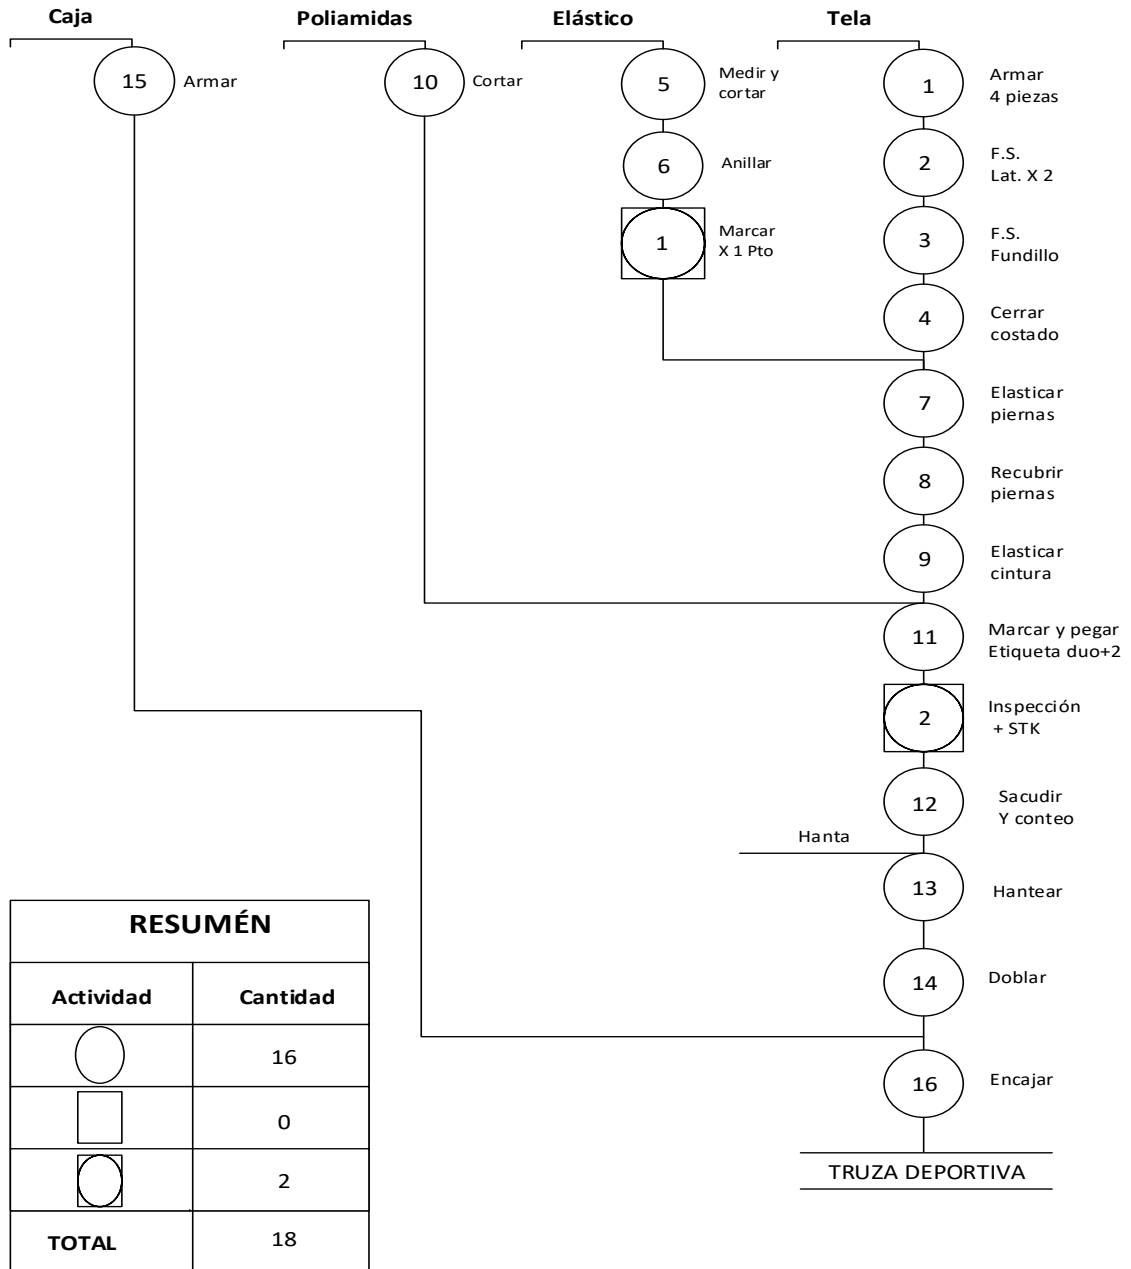 Caja
Poliamidas
Elástico
Tela
15
Armar
10
Cortar
5
Medir y
cortar
1
Armar
4 piezas
6
Anillar
2
F.S.
Lat. X 2
1
Marcar
X 1 Pto
3
F.S.
Fundillo
4
Cerrar
costado
7
Elasticar
piernas
8
Recubrir
piernas
9
Elasticar
cintura
11
Marcar y pegar
Etiqueta duo+2
2
Inspección
+ STK
12
Sacudir
Y conteo
Hanta
13
Hantear
14
Doblar
16
Encajar
TRUZA DEPORTIVA
RESUMÉN
Actividad
Cantidad
16
0
2
TOTAL
18